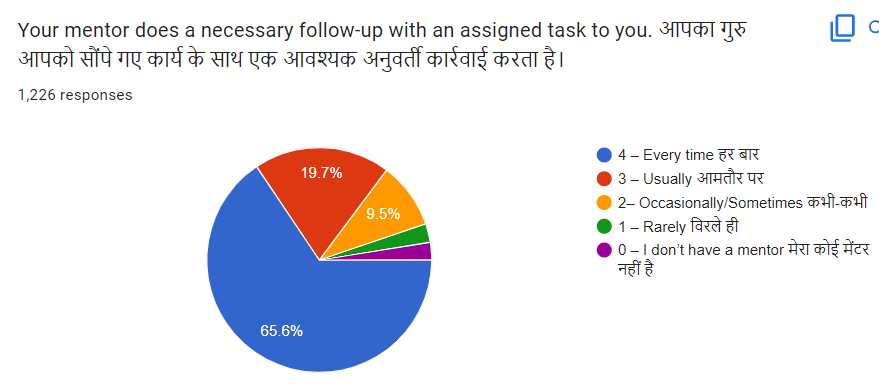 Your mentor does a necessary follow-up with an assigned task to you. आपका गुरु
आपको सौंपे गए कार्य के साथ एक आवश्यक अनुवर्ती कार्रवाई करता है।
1,226 responses
19.7%
9.5%
65.6%
4 – Every time हर बार
3 – Usually आमतौर पर
2– Occasionally/Sometimes कभी-कभी
1 – Rarely विरले ही
0 – I don’t have a mentor मेरा कोई मेंटर
नहीं है